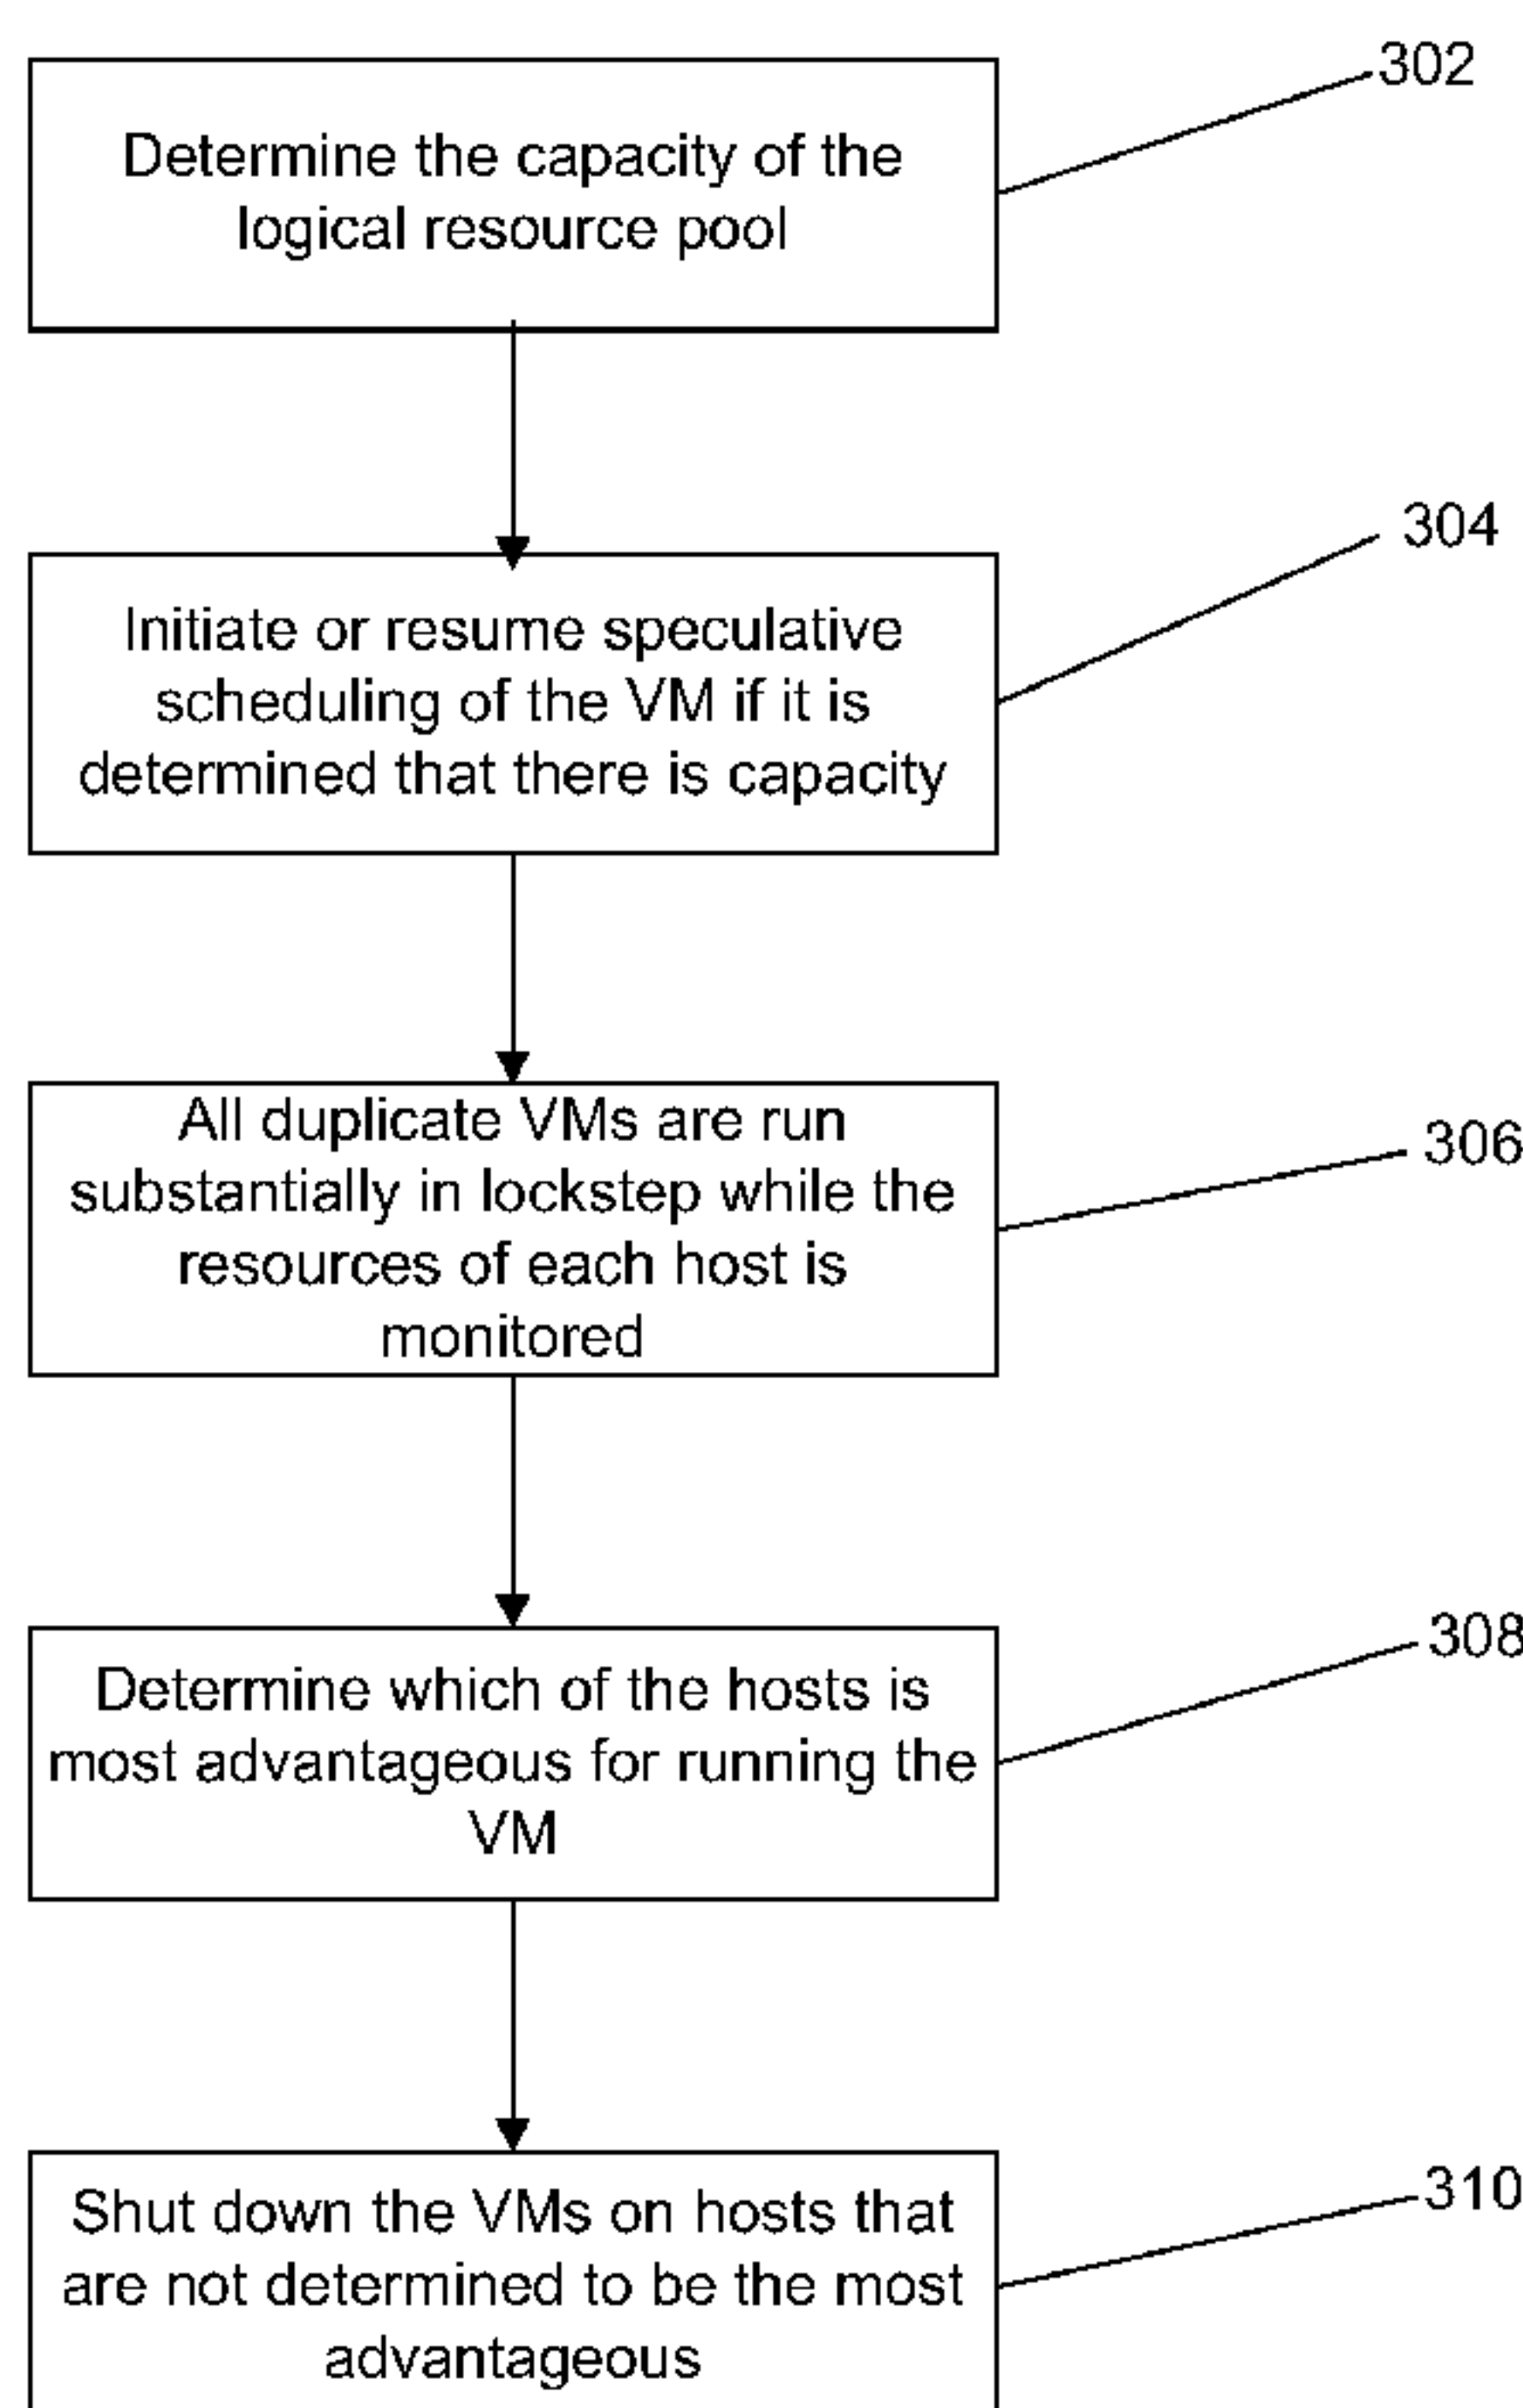 302
Determine the capacity of the
logical resource pool
304
Initiate or resume speculative
scheduling of the VM if it is
determined that there is capacity
All duplicate VMs are run
306
substantially in lockstep while the
resources of each host is
monitored
308
Determine which of the hosts is
most advantageous for running the
VM
310
Shut down the VMs on hosts that
are not determined to be the most
advantageous